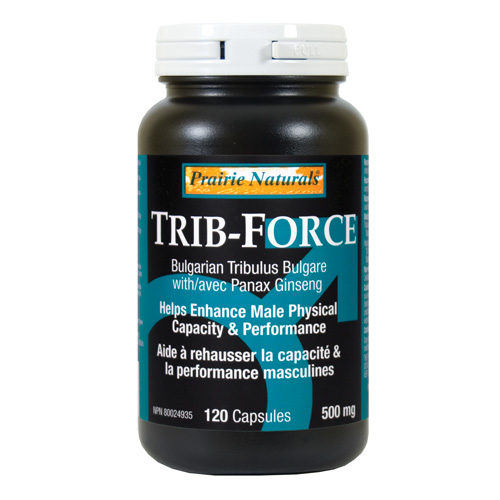 Prairie Naturals®
TRIB-FORCE
Bulgarian Tribulus Bulgare
with/avec Panax Ginseng
Helps Enhance Male Physical
Capacity & Performance
Aide à rehausser la capacité &
la performance masculines
NPN 80024935 120 Capsules 500 mg